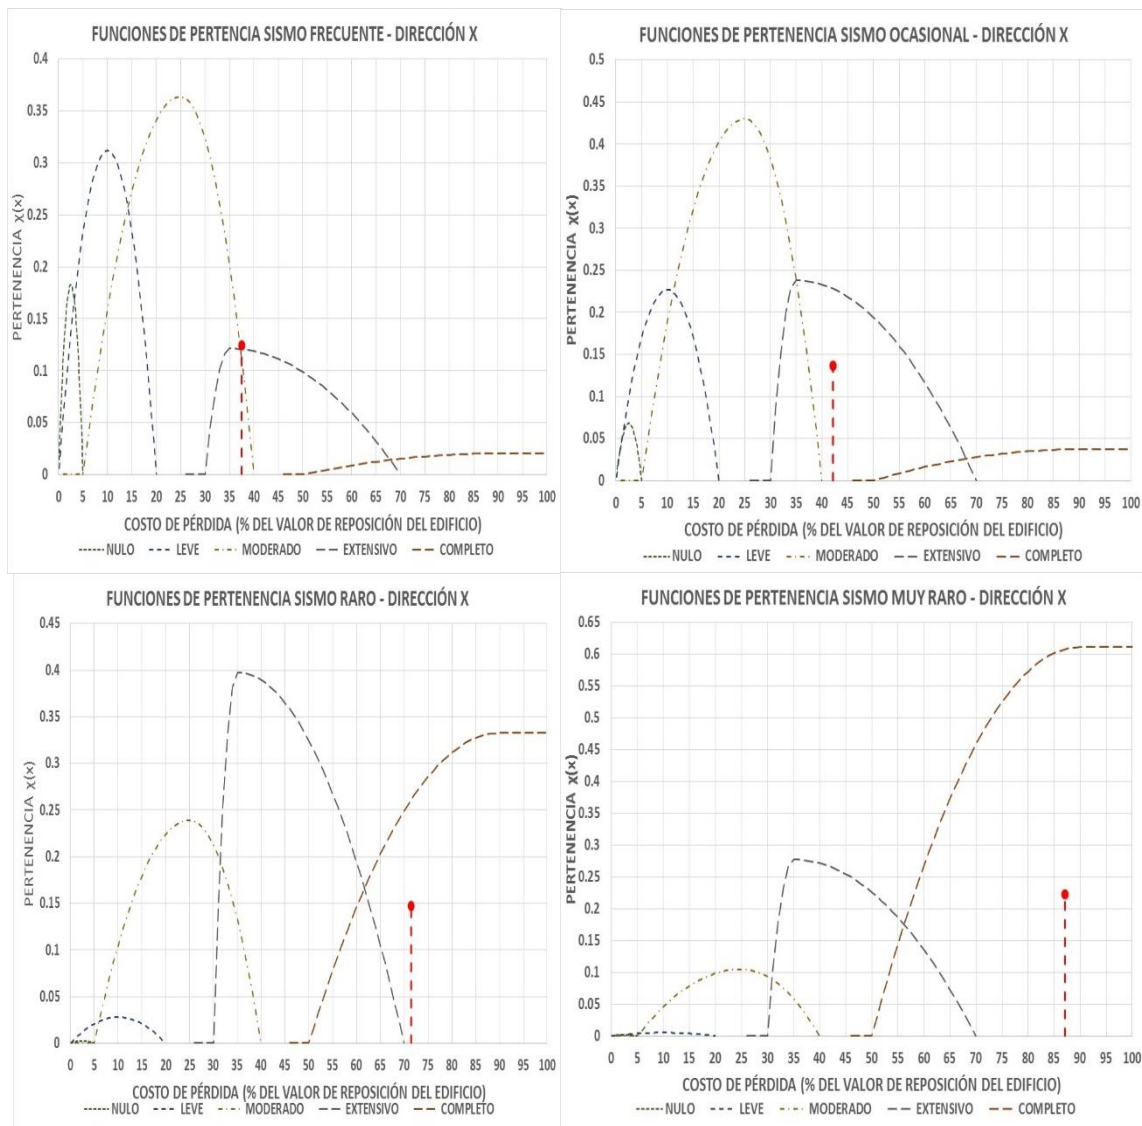 FUNCIONES DE PERTENCIA SISMO FRECUENTE - DIRECCIÓN X
0.4
0.35
0.3
0.25
0.2
0.15
0.1
0.05
0
PERTENENCIA χ(x)
0 5 10 15 20 25 30 35 40 45 50 55 60 65 70 75 80 85 90 95 100
COSTO DE PÉRDIDA (% DEL VALOR DE REPOSICIÓN DEL EDIFICIO)
NULO LEVE MODERADO EXTENSIVO COMPLETO
FUNCIONES DE PERTENENCIA SISMO OCASIONAL - DIRECCIÓN X
0.5
0.45
0.4
0.35
0.3
0.25
0.2
0.15
0.1
0.05
0
PERTENENCIA χ(x)
0 5 10 15 20 25 30 35 40 45 50 55 60 65 70 75 80 85 90 95 100
COSTO DE PÉRDIDA (% DEL VALOR DE REPOSICIÓN DEL EDIFICIO)
NULO LEVE MODERADO EXTENSIVO COMPLETO
FUNCIONES DE PERTENENCIA SISMO RARO - DIRECCIÓN X
0.45
0.4
0.35
0.3
0.25
0.2
0.15
0.1
0.05
0
PERTENENCIA χ(x)
0 5 10 15 20 25 30 35 40 45 50 55 60 65 70 75 80 85 90 95 100
COSTO DE PÉRDIDA (% DEL VALOR DE REPOSICIÓN DEL EDIFICIO)
NULO LEVE MODERADO EXTENSIVO COMPLETO
FUNCIONES DE PERTENENCIA SISMO MUY RARO - DIRECCIÓN X
0.65
0.6
0.55
0.5
0.45
0.4
0.35
0.3
0.25
0.2
0.15
0.1
0.05
0
PERTENENCIA χ(x)
0 5 10 15 20 25 30 35 40 45 50 55 60 65 70 75 80 85 90 95 100
COSTO DE PÉRDIDA (% DEL VALOR DE REPOSICIÓN DEL EDIFICIO)
NULO LEVE MODERADO EXTENSIVO COMPLETO